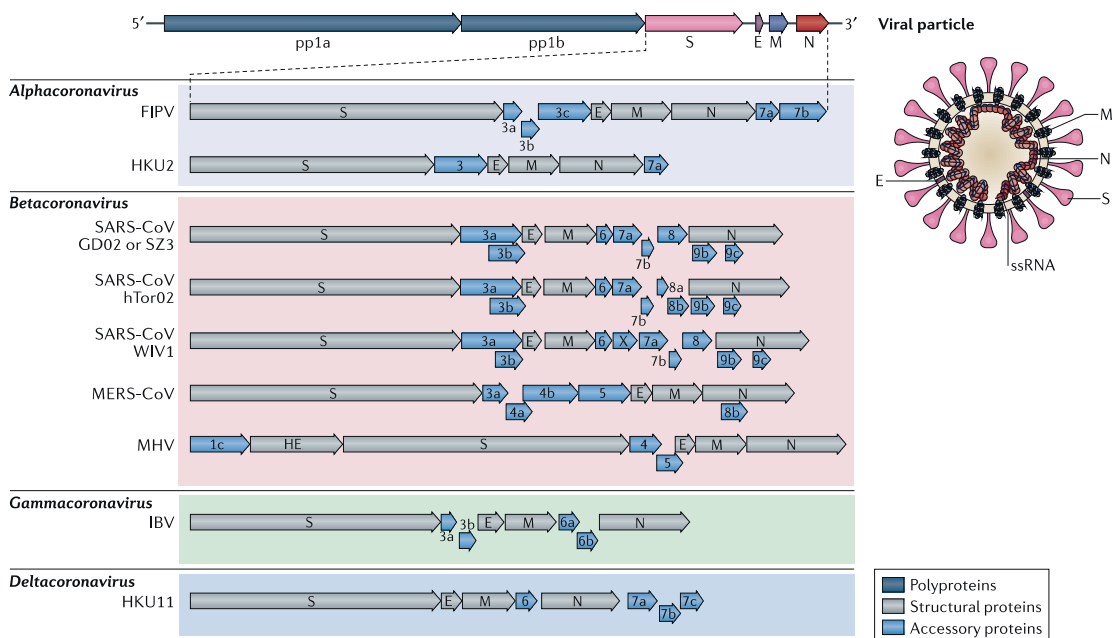 5′ pp1a pp1b S E M N 3′
Viral particle
M
N
E
S
ssRNA
Alphacoronavirus
FIPV S 3a 3b 3c E M N 7a 7b
HKU2 S 3 E M N 7a
Betacoronavirus
SARS-CoV
GD02 or SZ3
S 3a E M 6 7a 8 N
3b 7b 9b 9c
SARS-CoV
hTor02
S 3a E M 6 7a 8a N
3b 7b 8b 9b 9c
SARS-CoV
WIV1
S 3a E M 6 X 7a 8 N
3b 7b 9b 9c
MERS-CoV S 3a 4b 5 E M N
4a 8b
MHV 1c HE S 4 E M N
5
Gammacoronavirus
IBV S 3a 3b E M 6a 6b N
Deltacoronavirus
HKU11 S E M 6 N 7a 7b 7c
Polyproteins
Structural proteins
Accessory proteins